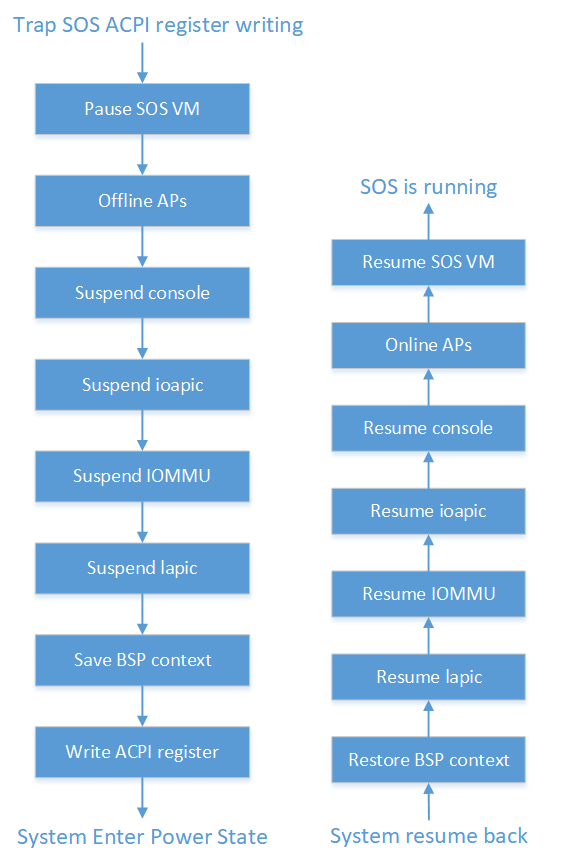 Trap SOS ACPI register writing
Pause SOS VM
Offline APs
Suspend console
Suspend ioapic
Suspend IOMMU
Suspend lapic
Save BSP context
Write ACPI register
System Enter Power State
SOS is running
Resume SOS VM
Online APs
Resume console
Resume ioapic
Resume IOMMU
Resume lapic
Restore BSP context
System resume back